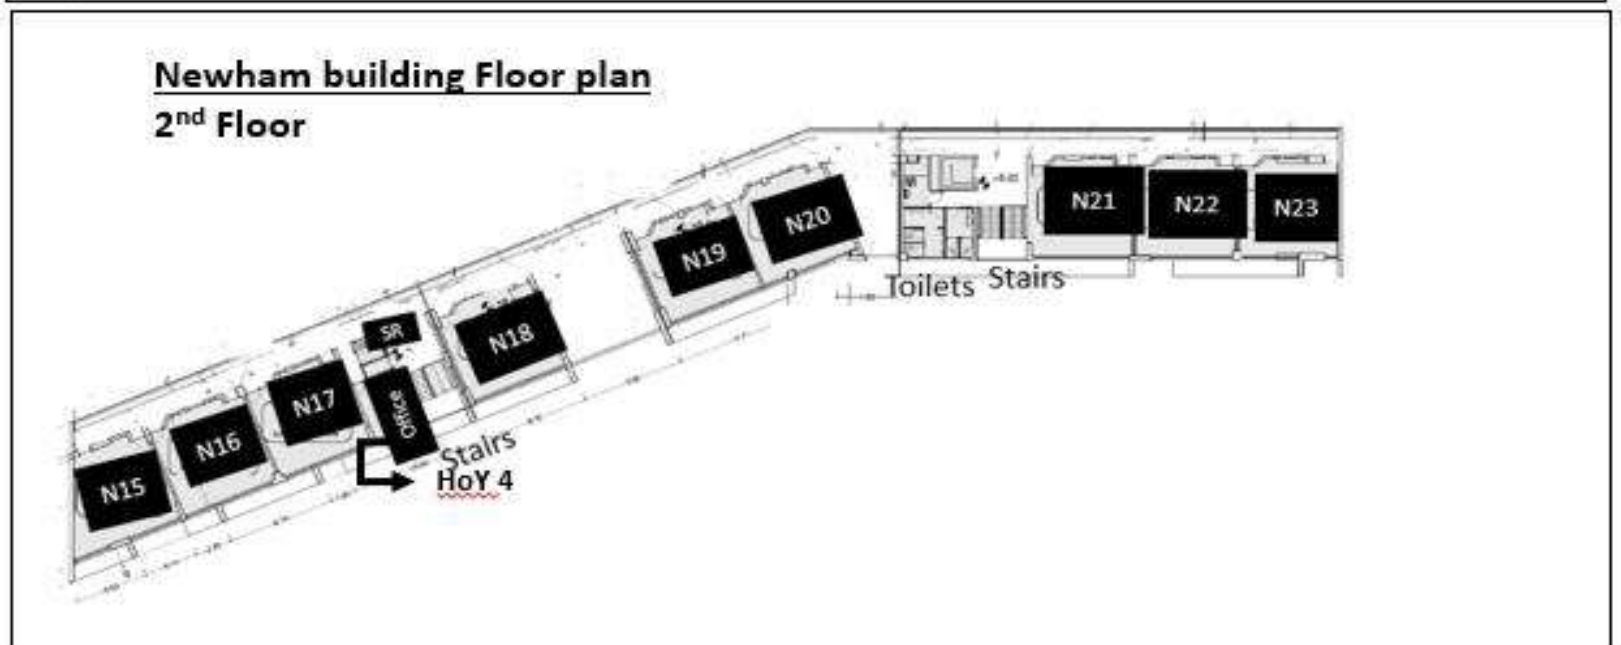 Newham building Floor plan
2nd Floor
N21
N22
N23
N20
N19
Toilets
Stairs
SR
N18
N17
Office
N16
Stairs
HoY 4
N15